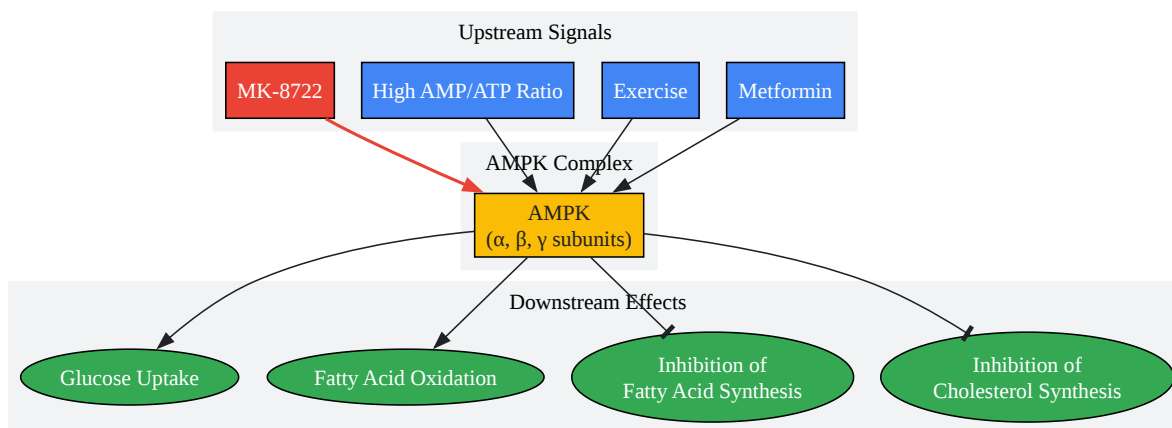 Upstream Signals
MK-8722
High AMP/ATP Ratio
Exercise
Metformin
AMPK Complex
AMPK
(α, β, γ subunits)
Downstream Effects
Glucose Uptake
Fatty Acid Oxidation
Inhibition of
Fatty Acid Synthesis
Inhibition of
Cholesterol Synthesis